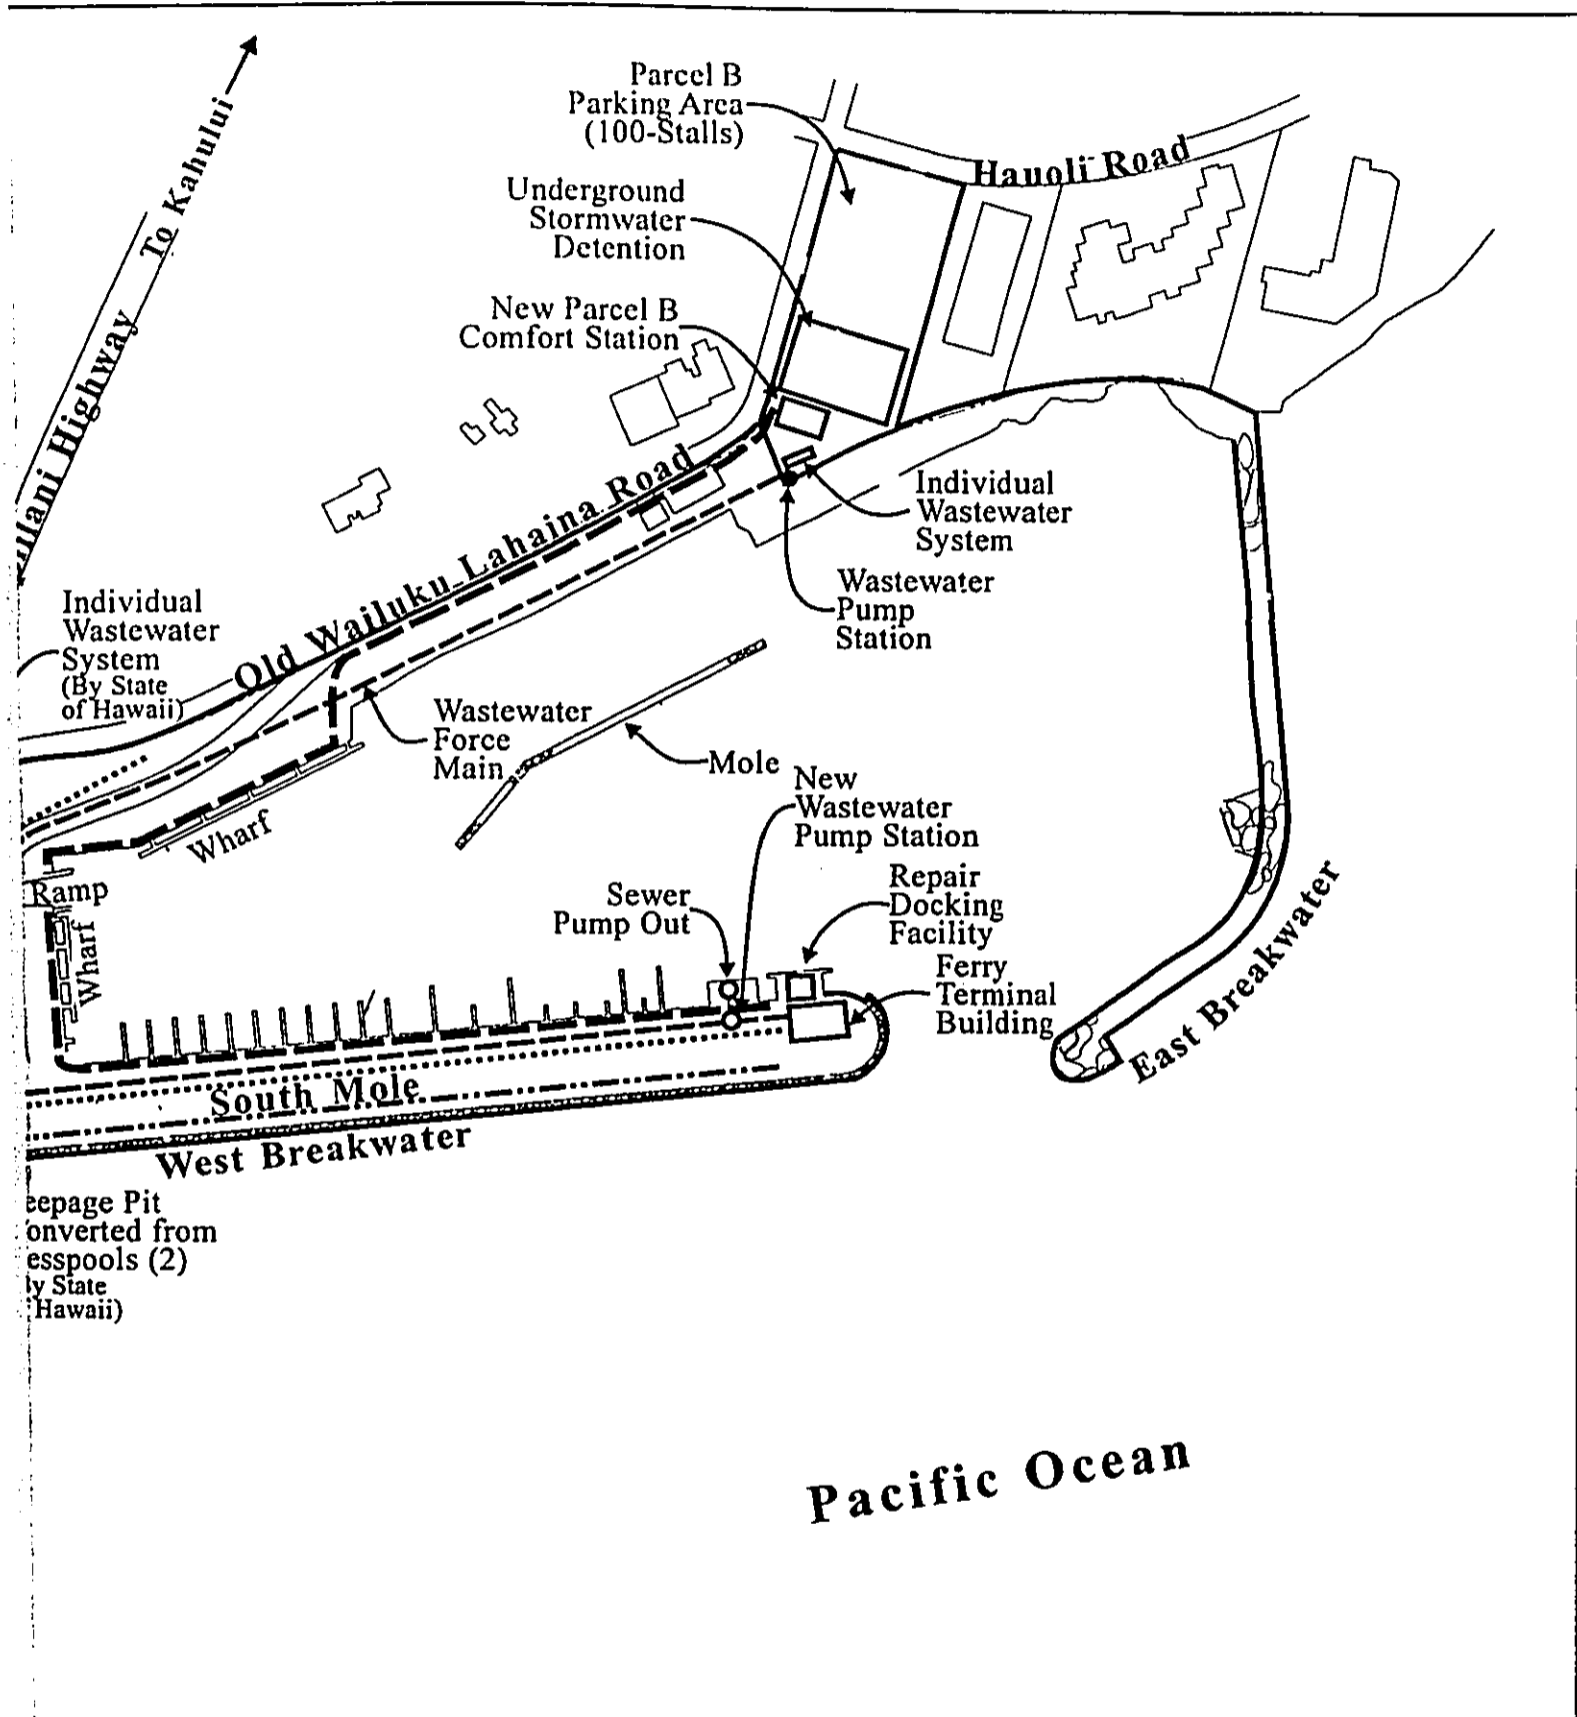 To Kahului
Parcel B
Parking Area
(100-Stalls)
Hauoli Road
Underground
Stormwater
Detention
New Parcel B
Comfort Station
Highway
Old Wailuku-Lahaina Road
Individual
Wastewater
System
Wastewater
Pump
Station
Individual
Wastewater
System
(By State
of Hawaii)
Wastewater
Force
Main
Mole
New
Wastewater
Pump Station
Wharf
Ramp
Wharf
Sewer
Pump Out
Repair
Docking
Facility
Ferry
Terminal
Building
East Breakwater
South Mole
West Breakwater
eepage Pit
onverted from
esspools (2)
y State
Hawaii)
Pacific Ocean